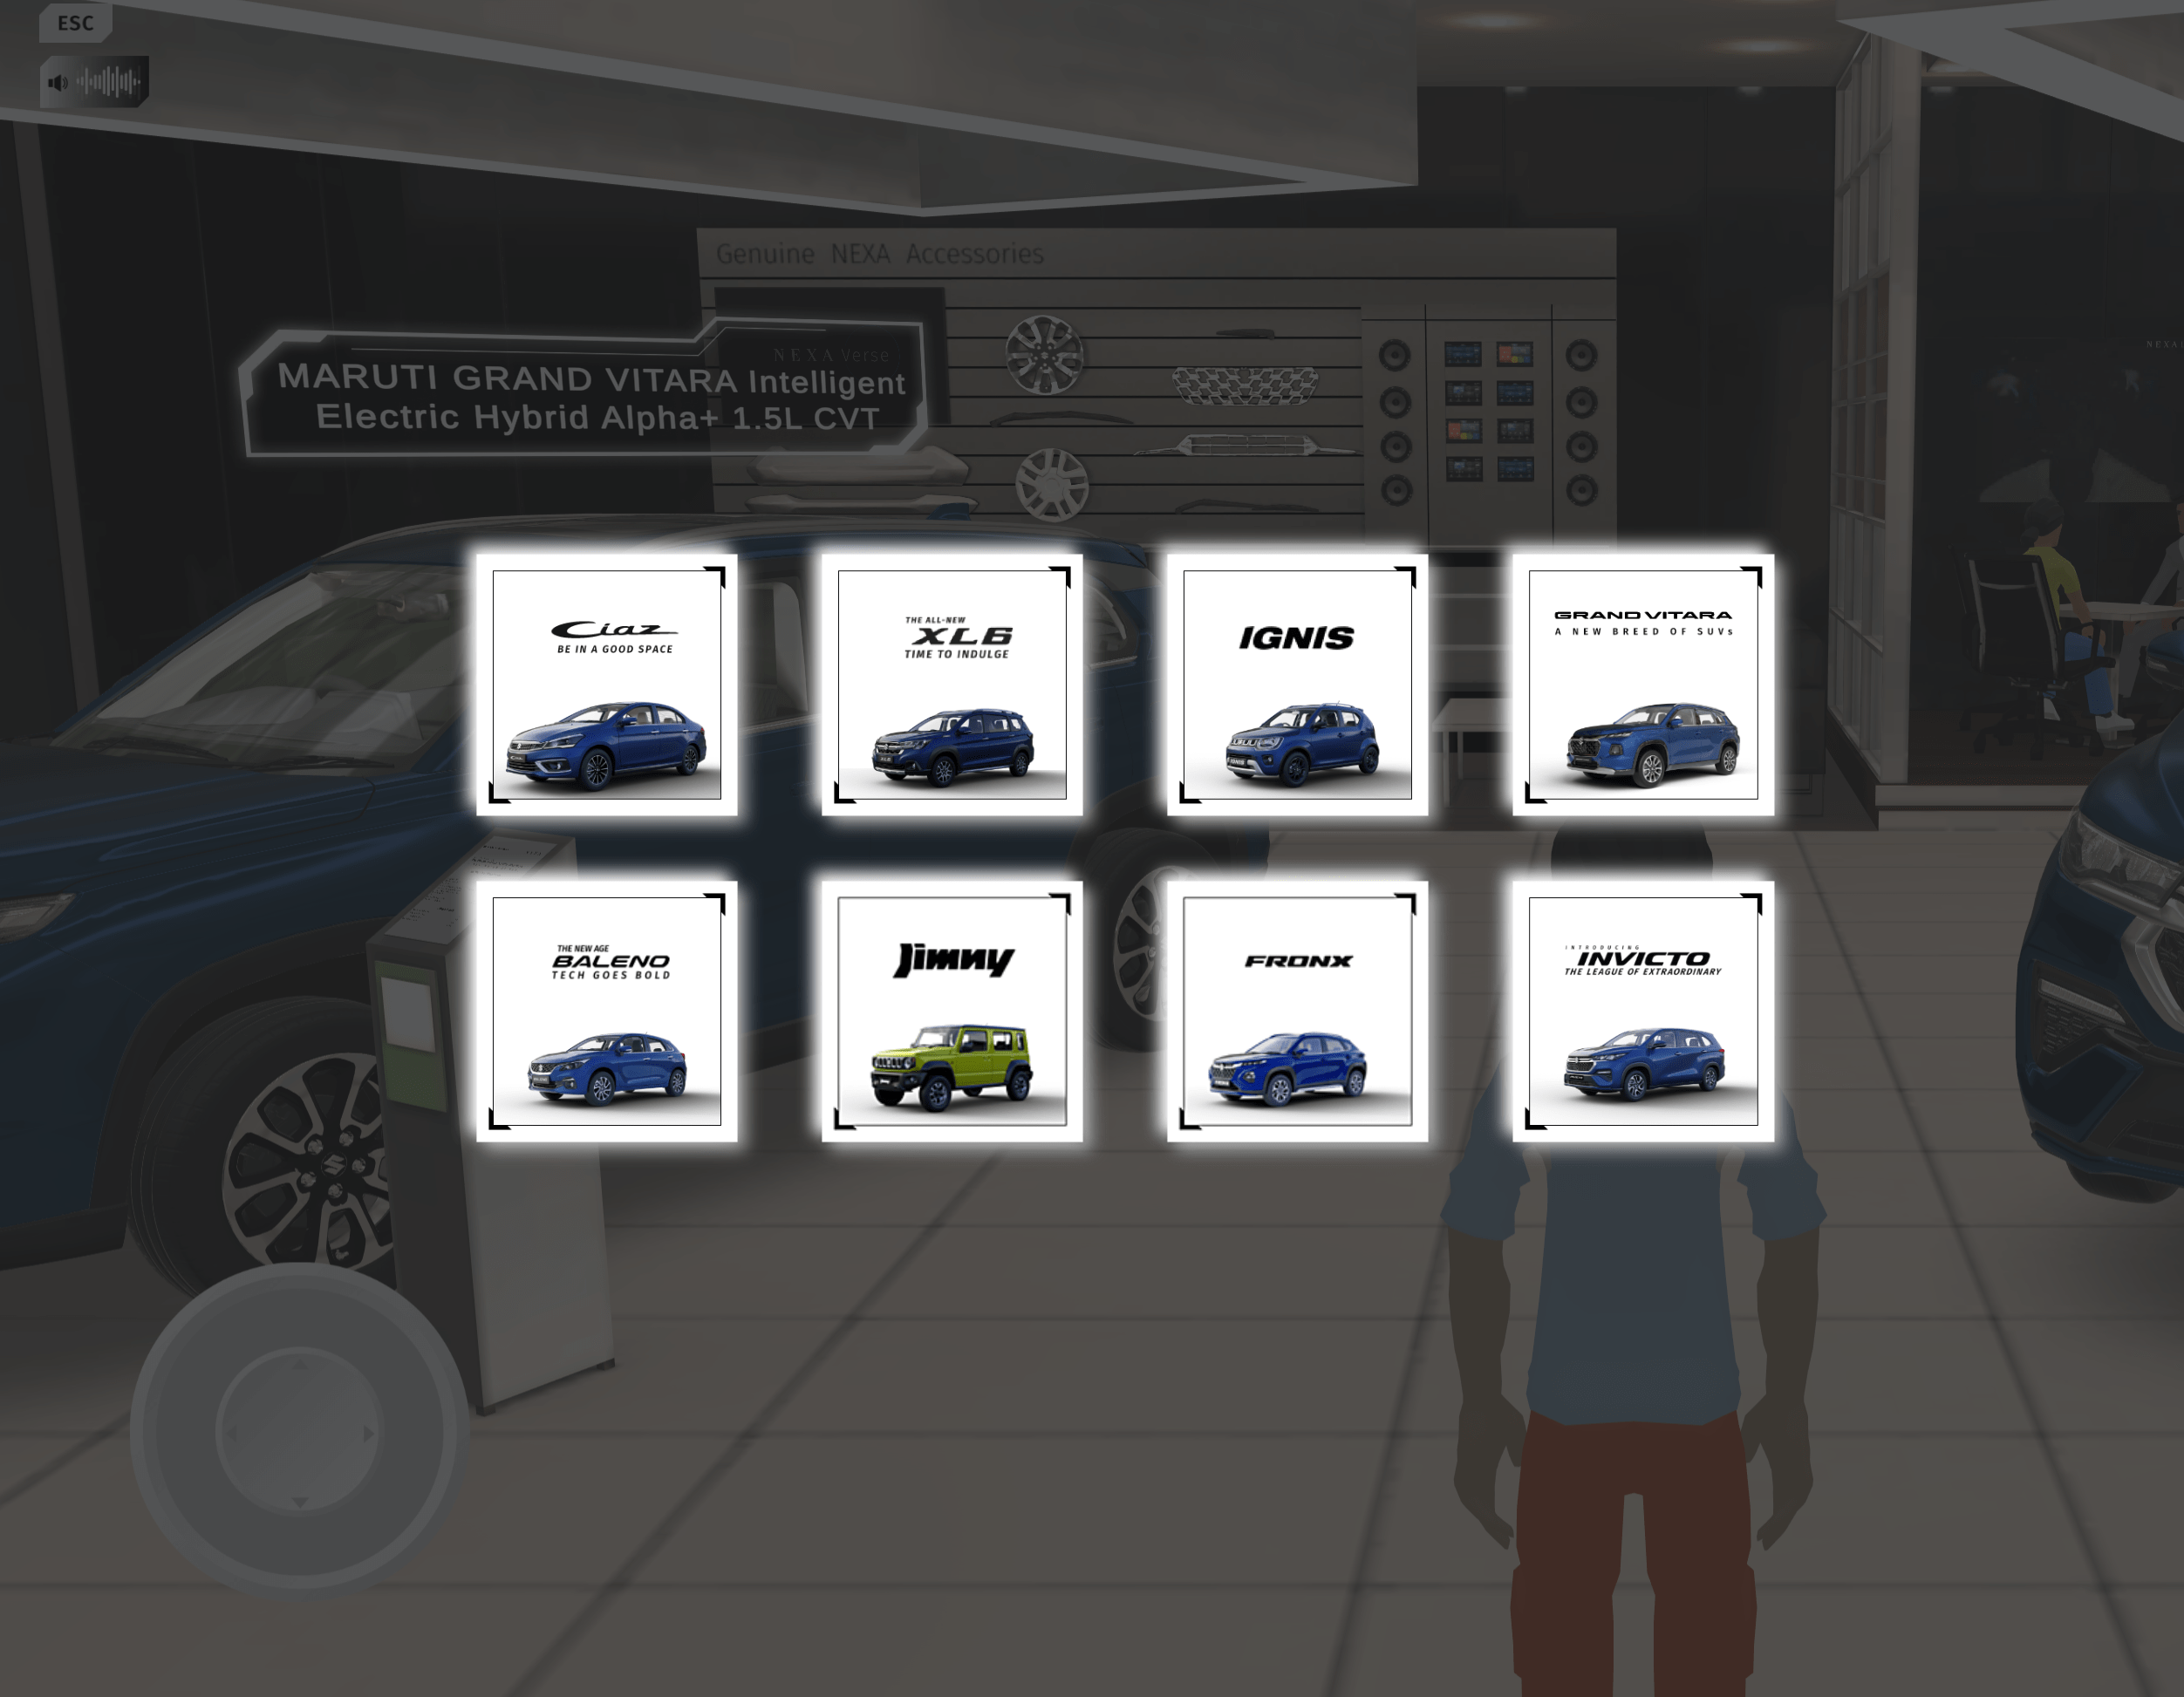 ESC
Genuine NEXA Accessories
NEXA Verse
MARUTI GRAND VITARA Intelligent
Electric Hybrid Alpha+ 1.5L CVT
Ciaz
BE IN A GOOD SPACE
THE ALL-NEW
XL6
TIME TO INDULGE
IGNIS
GRAND VITARA
A NEW BREED OF SUVs
THE NEW AGE
BALENO
TECH GOES BOLD
Jimny
FRONX
INTRODUCING
INVICTO
THE LEAGUE OF EXTRAORDINARY